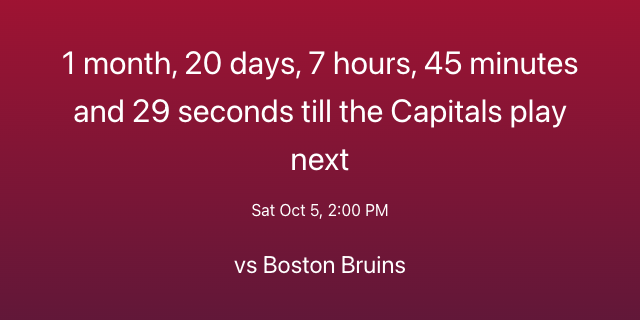 1 month, 20 days, 7 hours, 45 minutes
and 29 seconds till the Capitals play
next
Sat Oct 5, 2:00 PM
vs Boston Bruins